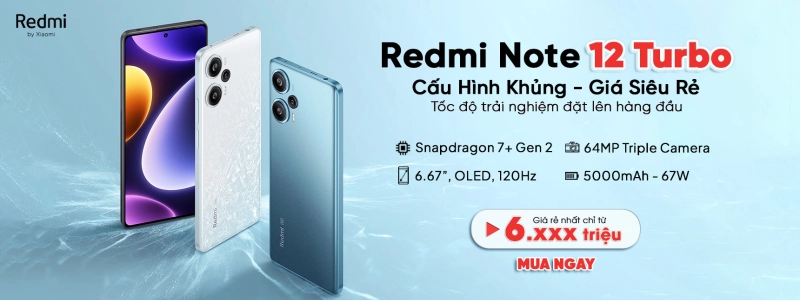 Redmi
by Xiaomi
Redmi Note 12 Turbo
Cấu Hình Khủng - Giá Siêu Rẻ
Tốc độ trải nghiệm đặt lên hàng đầu
Snapdragon 7+ Gen 2
64MP Triple Camera
6.67", OLED, 120Hz
5000mAh - 67W
Giá rẻ nhất chỉ từ
6.xxx triệu
MUA NGAY
Redmi
Redmi